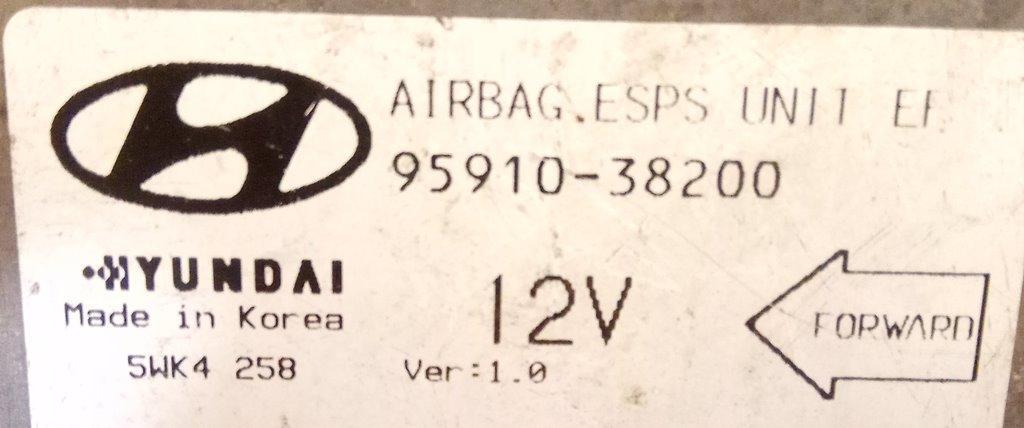 AIRBAG.ESPS UNIT EF
95910-38200
HYUNDAI
Made in Korea
5WK4 258
12V
Ver:1.0
FORWARD